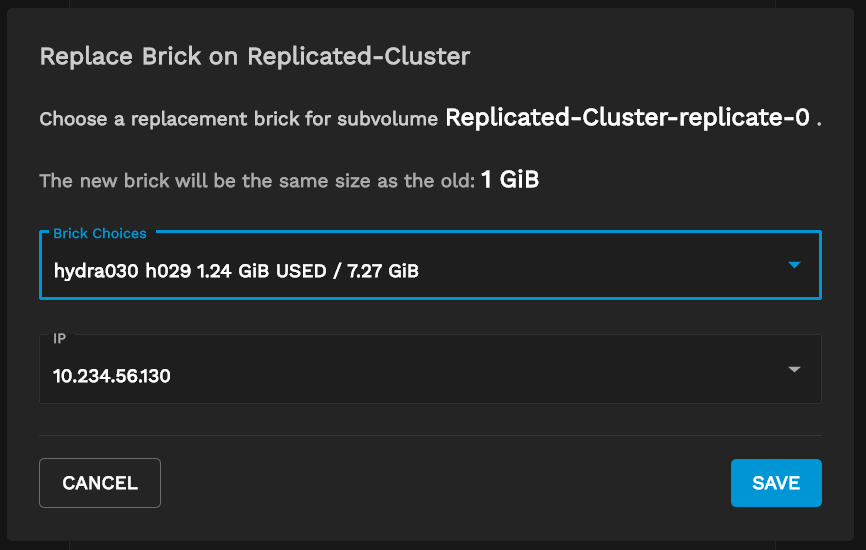 Replace Brick on Replicated-Cluster
Choose a replacement brick for subvolume Replicated-Cluster-replicate-0 .
The new brick will be the same size as the old: 1 GiB
Brick Choices
hydra030 h029 1.24 GiB USED / 7.27 GiB
IP
10.234.56.130
CANCEL
SAVE